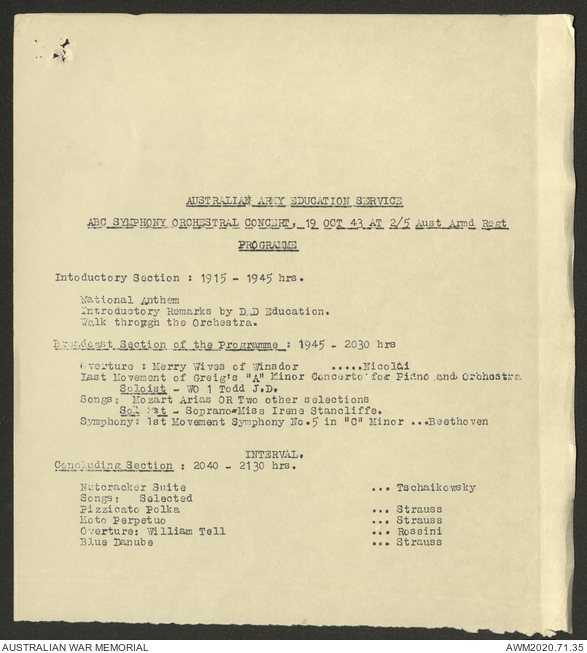 AUSTRALIAN ARMY EDUCATION SERVICE
ABC SYMPHONY ORCHESTRAL CONCERT, 19 OCT 43 AT 2/5 Aust Armd Regt
PROGRAMME
Intoductory Section : 1915 - 1945 hrs.
National Anthem
Introductory Remarks by D.D Education.
Walk through the Orchestra.
Broadcast Section of the Programme : 1945 - 2030 hrs
Overture : Merry Wives of Winsdor .....Nicolai
Last Movement of Greig's "A" Minor Concerto for Piano and Orchestra
Soloist - WO 1 Todd J.D.
Songs: Mozart Arias OR Two other selections
Soloist - Soprano-Miss Irene Stancliffe.
Symphony: 1st Movement Symphony No.5 in "C" Minor ...Beethoven
INTERVAL.
Concluding Section : 2040 - 2130 hrs.
Nutcracker Suite ... Tschaikowsky
Songs: Selected
Pizzicato Polka ... Strauss
Moto Perpetuo ... Strauss
Overture: William Tell ... Rossini
Blue Danube ... Strauss
AUSTRALIAN WAR MEMORIAL AWM2020.71.35